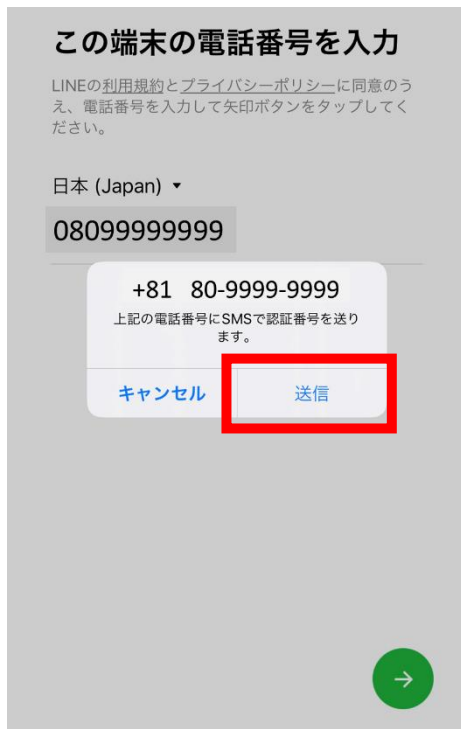 この端末の電話番号を入力
LINEの利用規約とプライバシーポリシーに同意のう
え、電話番号を入力して矢印ボタンをタップしてく
ださい。
日本 (Japan) ▾
08099999999
+81 80-9999-9999
上記の電話番号にSMSで認証番号を送り
ます。
キャンセル 送信